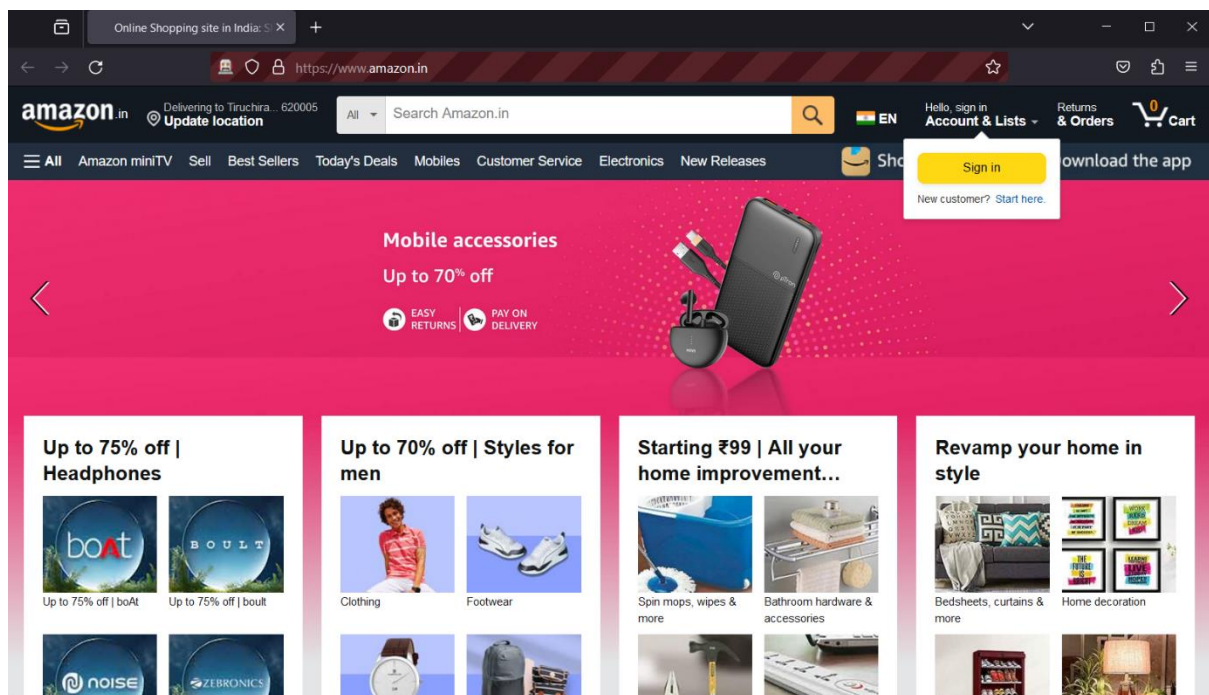 Online Shopping site in India: S
https://www.amazon.in
amazon.in
Delivering to Tiruchira... 620005
Update location
All
Search Amazon.in
EN
Hello, sign in
Account & Lists
Returns
& Orders
0
Cart
All Amazon miniTV Sell Best Sellers Today's Deals Mobiles Customer Service Electronics New Releases
Sho
ownload the app
Sign in
New customer? Start here.
Mobile accessories
Up to 70% off
EASY
RETURNS
PAY ON
DELIVERY
Up to 75% off |
Headphones
boAt
BOULT
Up to 75% off | boAt
Up to 75% off | boult
noise
ZEBRONICS
Up to 70% off | Styles for
men
Clothing
Footwear
Starting ₹99 | All your
home improvement...
Spin mops, wipes &
more
Bathroom hardware &
accessories
Revamp your home in
style
Bedsheets, curtains &
more
Home decoration